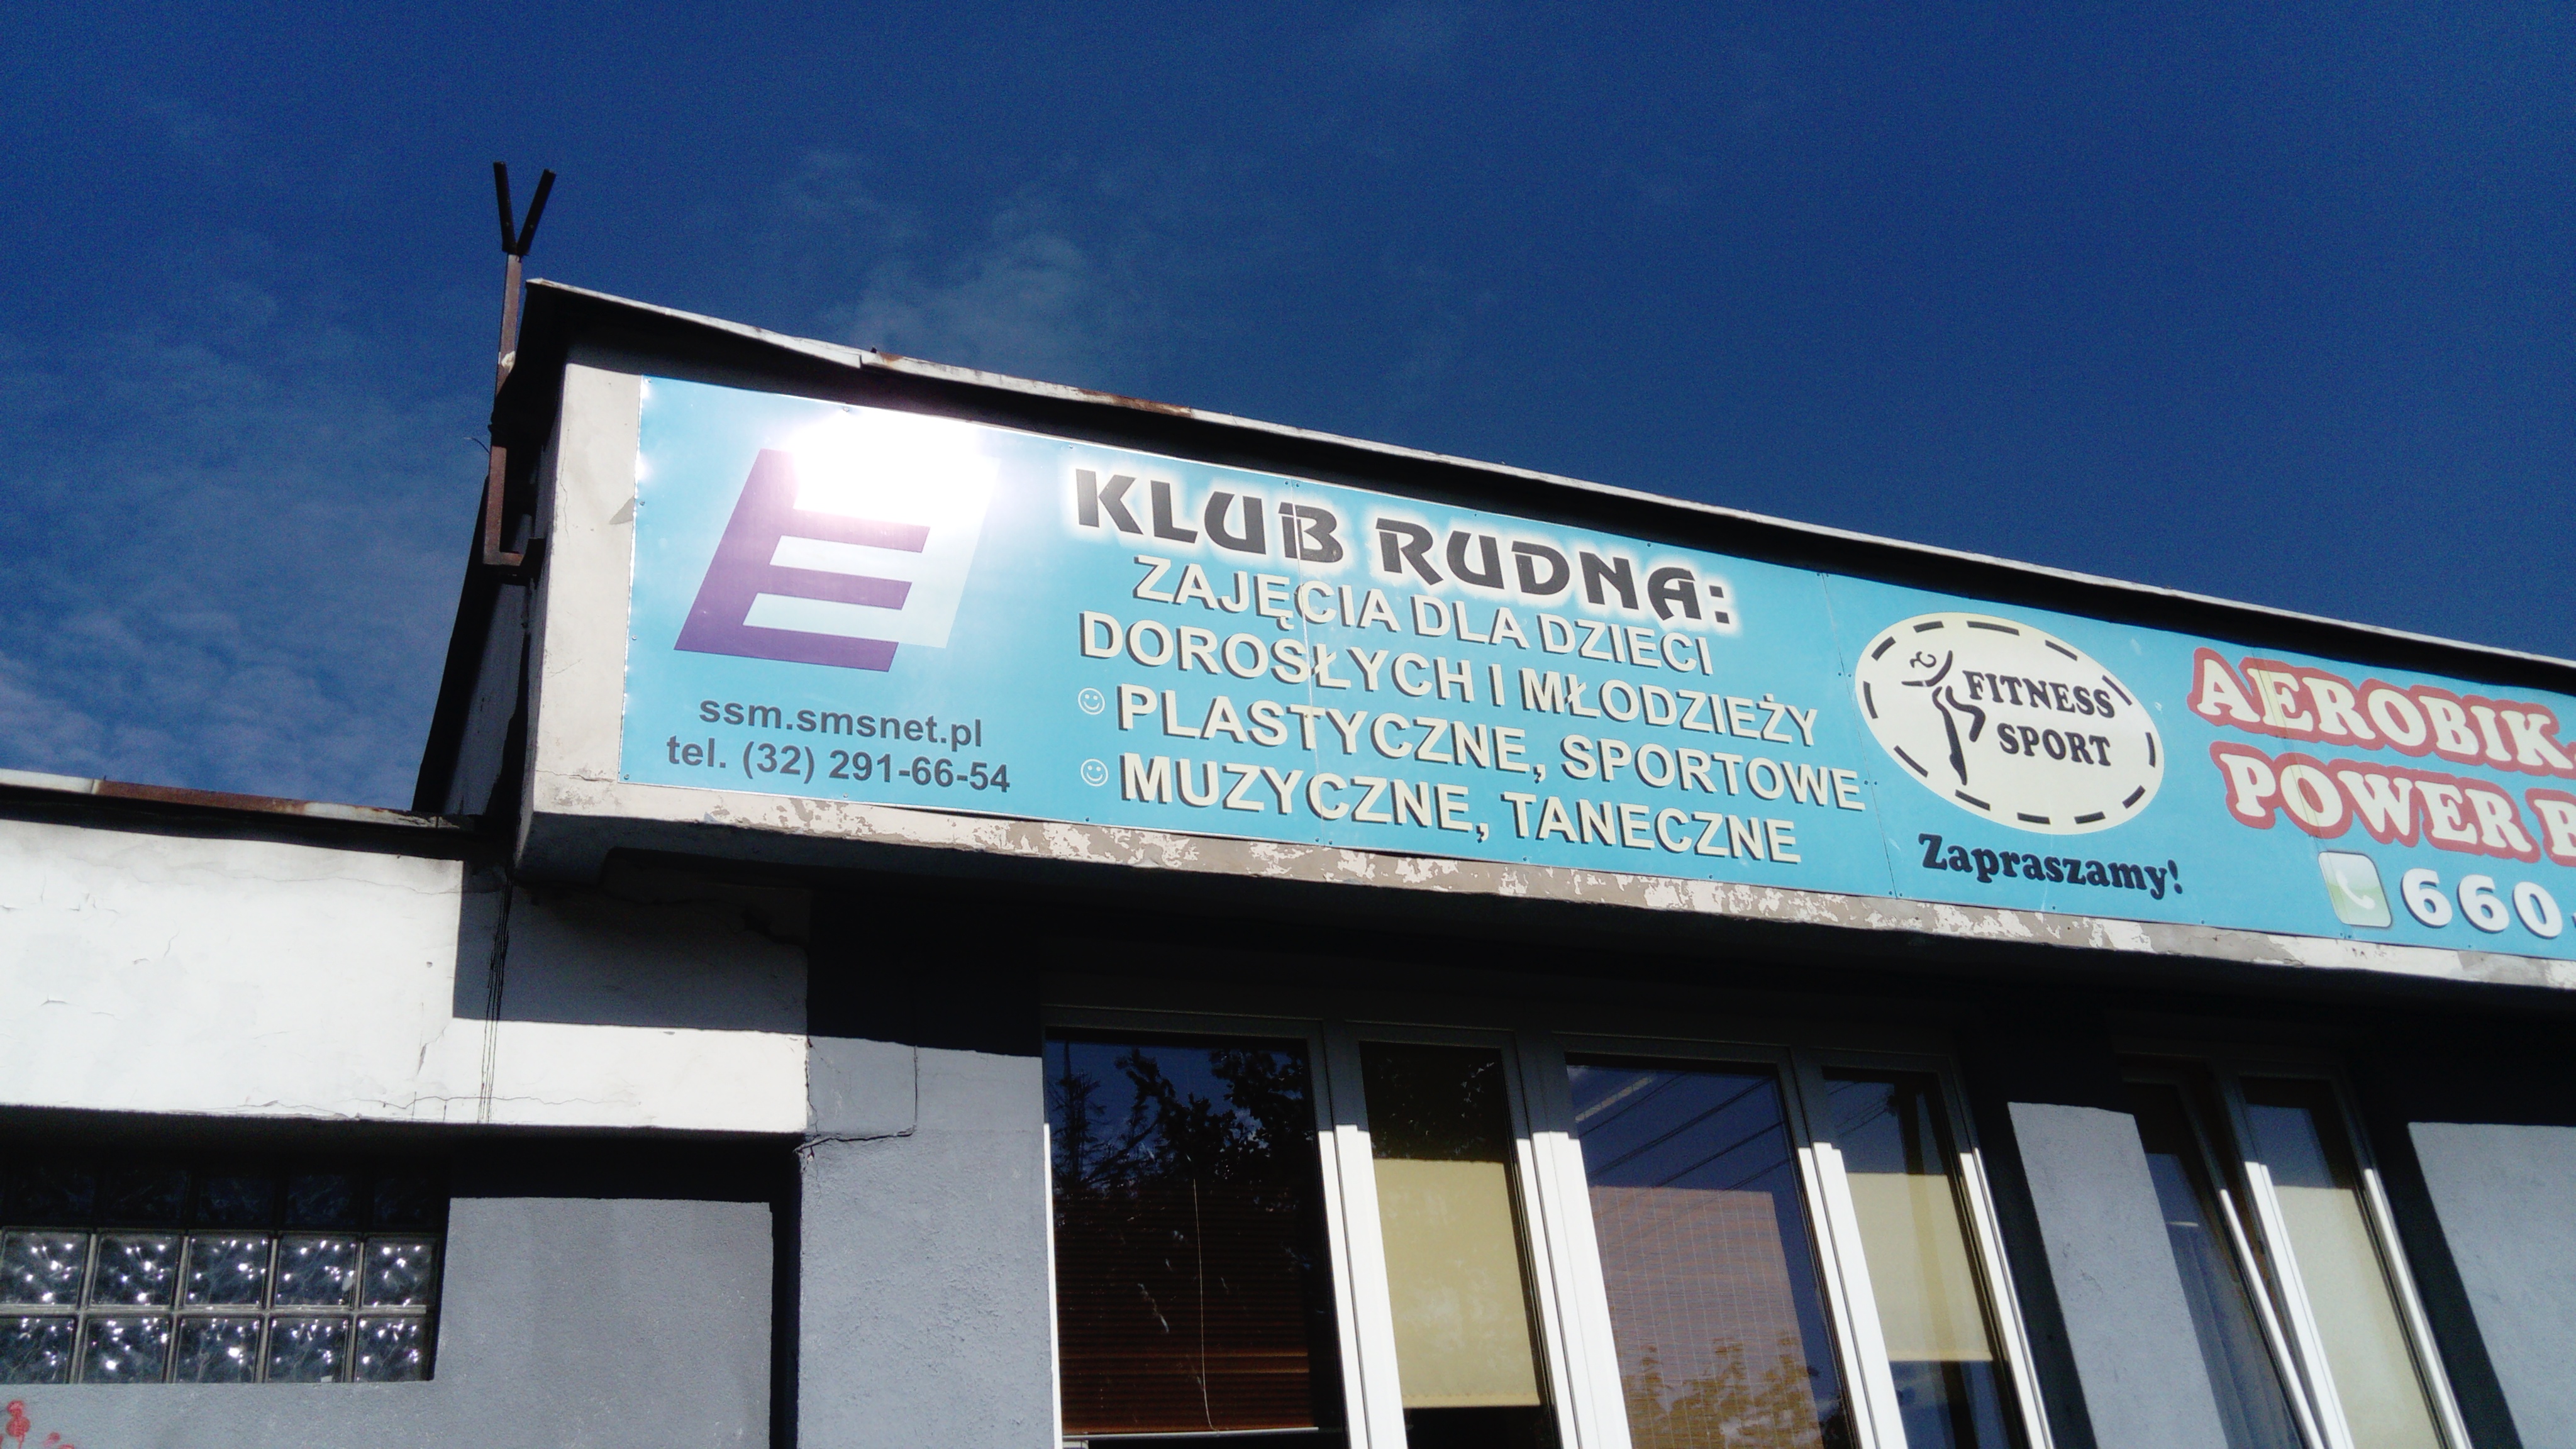 KLUB RUDNA:
ZAJĘCIA DLA DZIECI
DOROSŁYCH I MŁODZIEŻY
PLASTYCZNE, SPORTOWE
MUZYCZNE, TANECZNE
ssm.smsnet.pl
tel. (32) 291-66-54
FITNESS
SPORT
Zapraszamy!
AEROBIK
POWER
660